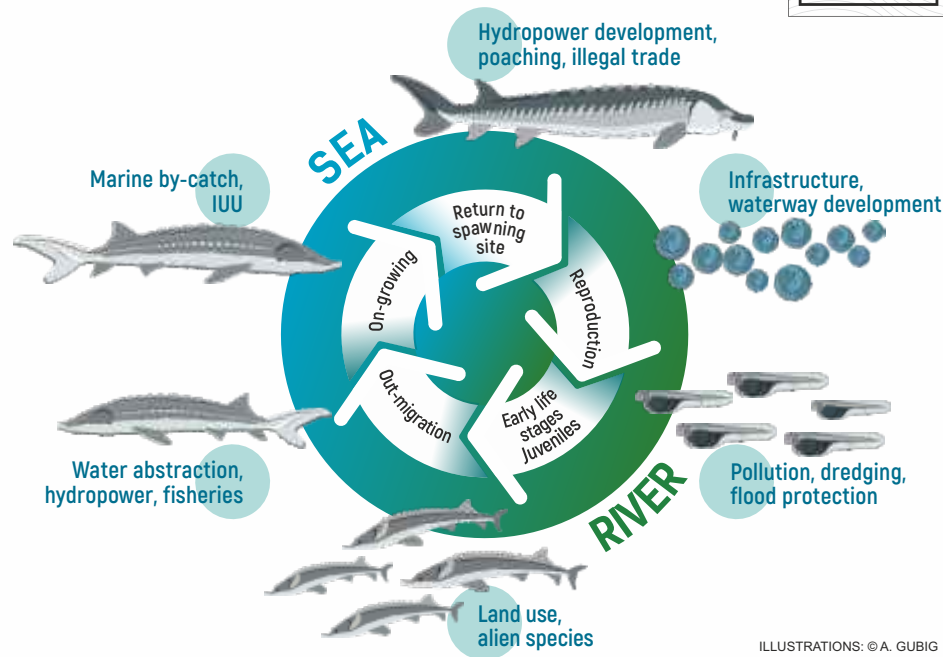 Hydropower development,
poaching, illegal trade
SEA
Marine by-catch,
IUU
Infrastructure,
waterway development
Return to
spawning
site
On-growing
Reproduction
Out-migration
Early life
stages
Juveniles
Water abstraction,
hydropower, fisheries
Pollution, dredging,
flood protection
RIVER
Land use,
alien species
ILLUSTRATIONS: © A. GUBIG